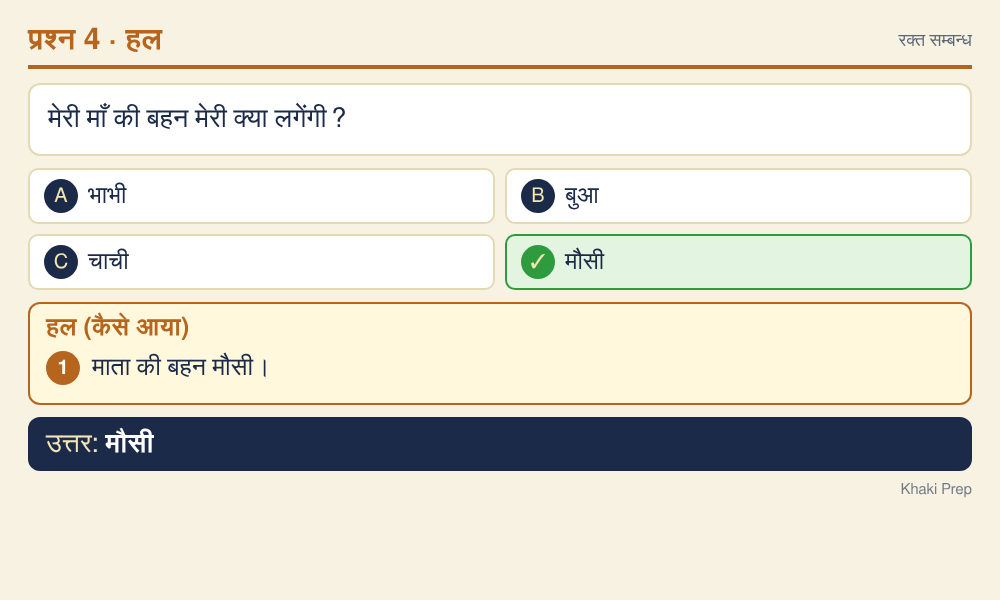 प्रश्न 4 · हल
रक्त सम्बन्ध
मेरी माँ की बहन मेरी क्या लगेंगी ?
A भाभी
B बुआ
C चाची
✓ मौसी
हल (कैसे आया)
1 माता की बहन मौसी।
उत्तर: मौसी
Khaki Prep